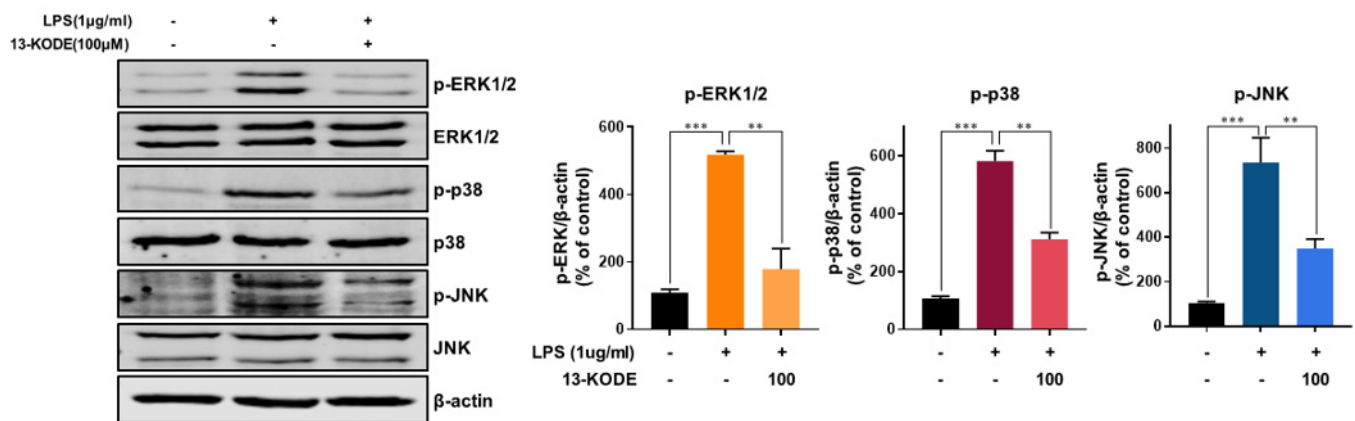 LPS(1µg/ml) - + +
13-KODE(100µM) - - +
p-ERK1/2
ERK1/2
p-p38
p38
p-JNK
JNK
β-actin
p-ERK1/2
p-ERK/β-actin
(% of control)
600
400
200
0
*** **
LPS (1ug/ml) - + +
13-KODE - - 100
p-p38
p-p38/β-actin
(% of control)
600
400
200
0
*** **
- + +
- - 100
p-JNK
p-JNK/β-actin
(% of control)
800
600
400
200
0
*** **
- + +
- - 100